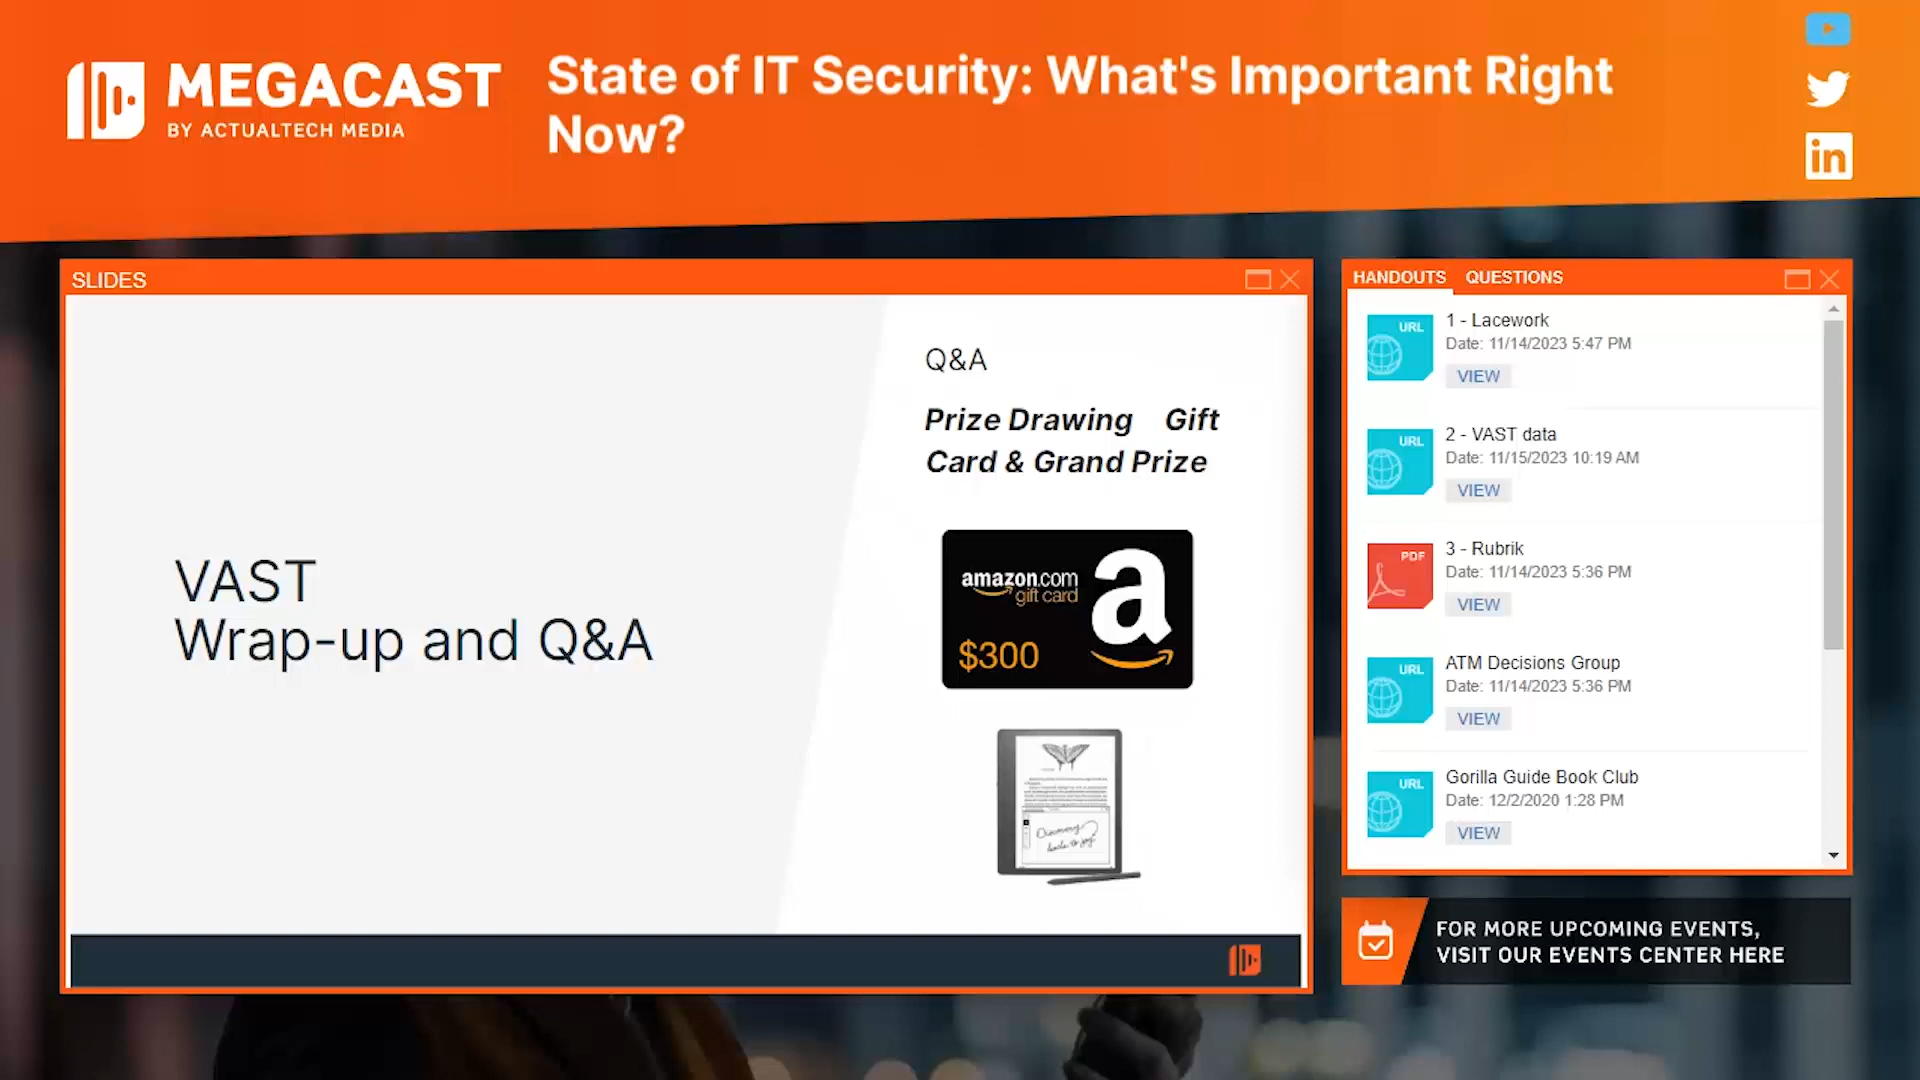 MEGACAST
BY ACTUALTECH MEDIA
State of IT Security: What's Important Right
Now?
in
SLIDES
VAST
Wrap-up and Q&A
Q&A
Prize Drawing Gift
Card & Grand Prize
amazon.com
gift card
a
$300
HANDOUTS QUESTIONS
URL
1 - Lacework
Date: 11/14/2023 5:47 PM
VIEW
URL
2 - VAST data
Date: 11/15/2023 10:19 AM
VIEW
PDF
3 - Rubrik
Date: 11/14/2023 5:36 PM
VIEW
URL
ATM Decisions Group
Date: 11/14/2023 5:36 PM
VIEW
URL
Gorilla Guide Book Club
Date: 12/2/2020 1:28 PM
VIEW
FOR MORE UPCOMING EVENTS,
VISIT OUR EVENTS CENTER HERE